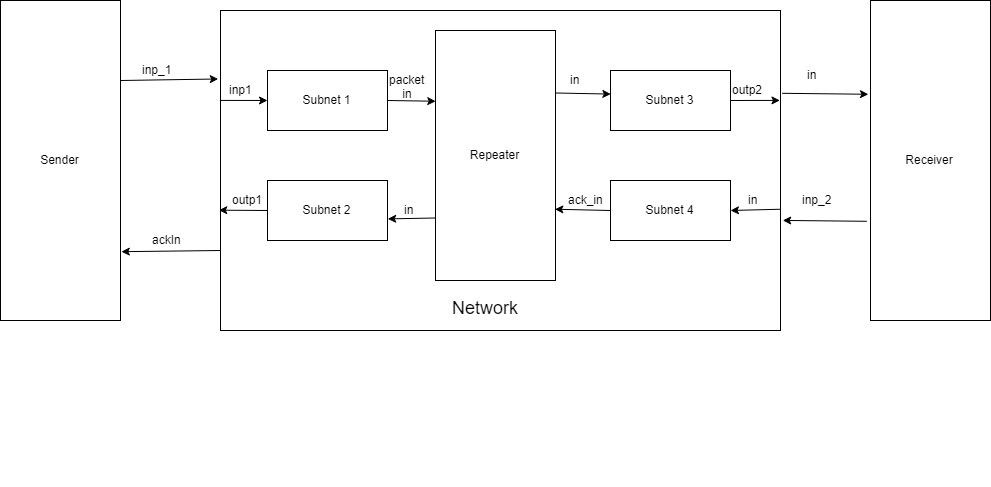 inp_1
in
packet
in
in
inp1
Subnet 1
Subnet 3
outp2
Sender
Repeater
Receiver
outp1
Subnet 2
in
ack_in
Subnet 4
in
inp_2
ackIn
Network